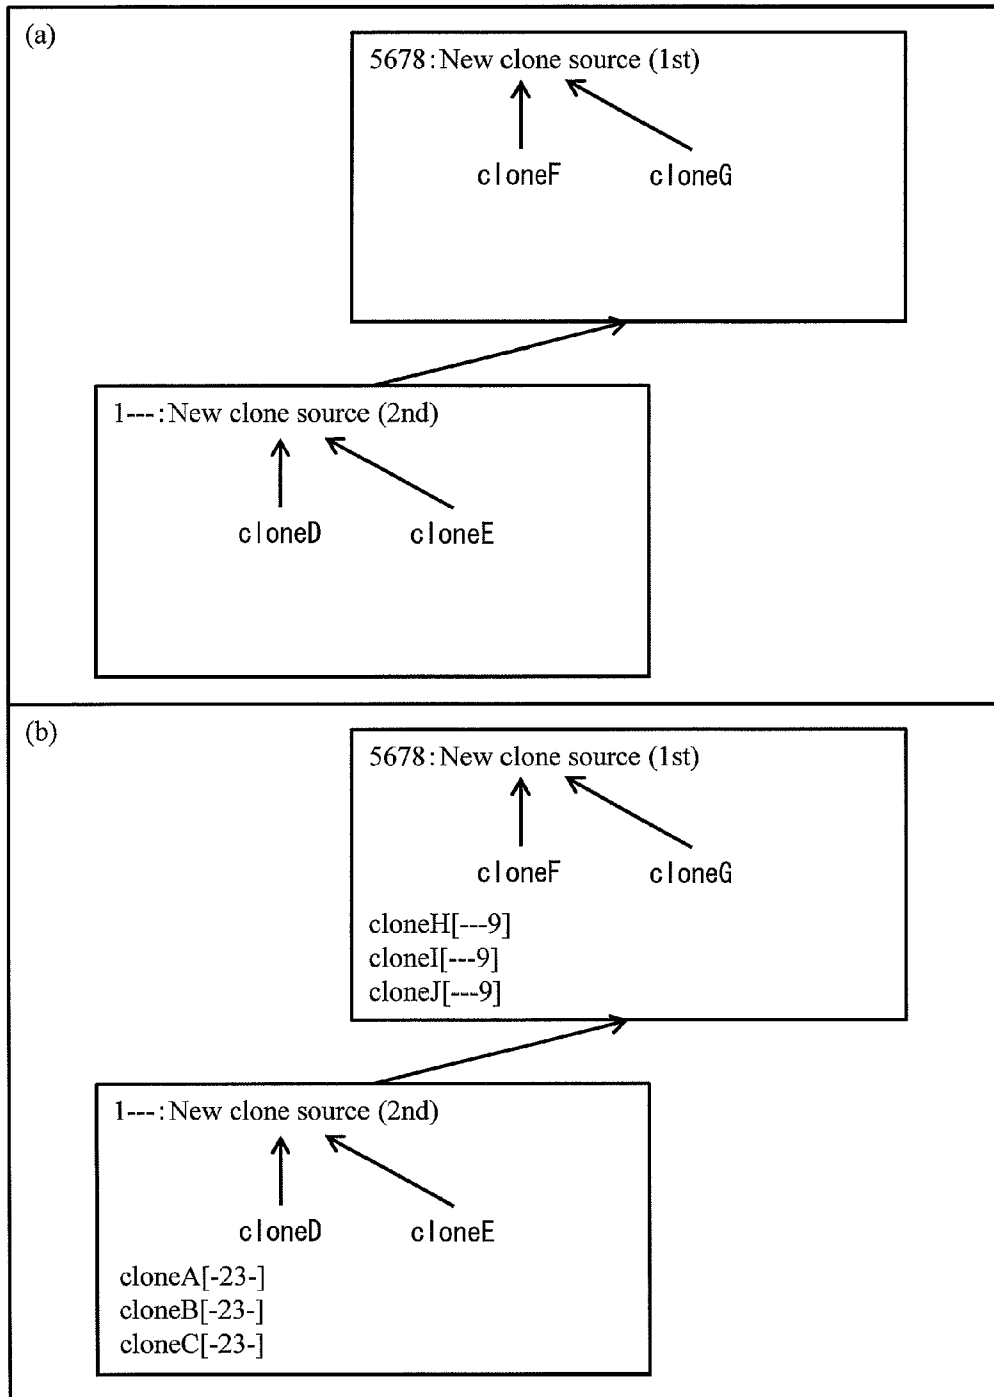 (a)
5678:New clone source (1st)
cloneF cloneG
1---:New clone source (2nd)
cloneD cloneE
(b)
5678:New clone source (1st)
cloneF cloneG
cloneH[---9]
cloneI[---9]
cloneJ[---9]
1---:New clone source (2nd)
cloneD cloneE
cloneA[-23-]
cloneB[-23-]
cloneC[-23-]